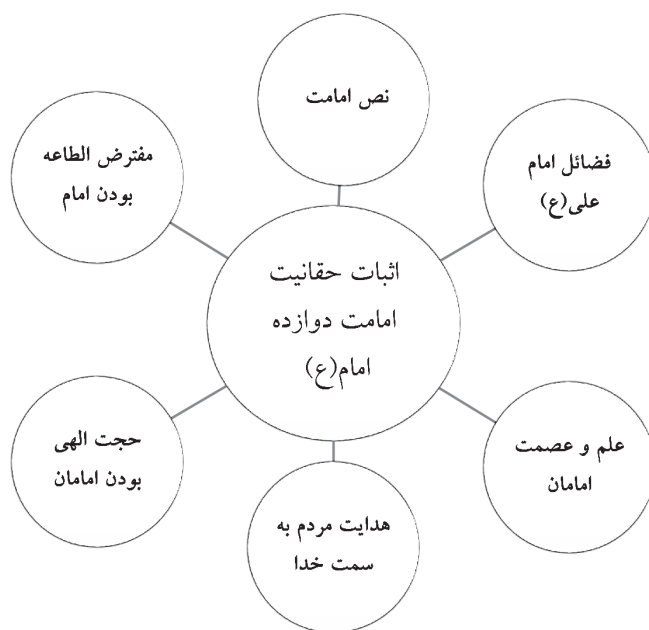 نص امامت
فضائل امام
علی(ع)
مفترض الطاعه
بودن امام
اثبات حقانیت
امامت دوازده
امام(ع)
علم و عصمت
امامان
حجت الهی
بودن امامان
هدایت مردم به
سمت خدا